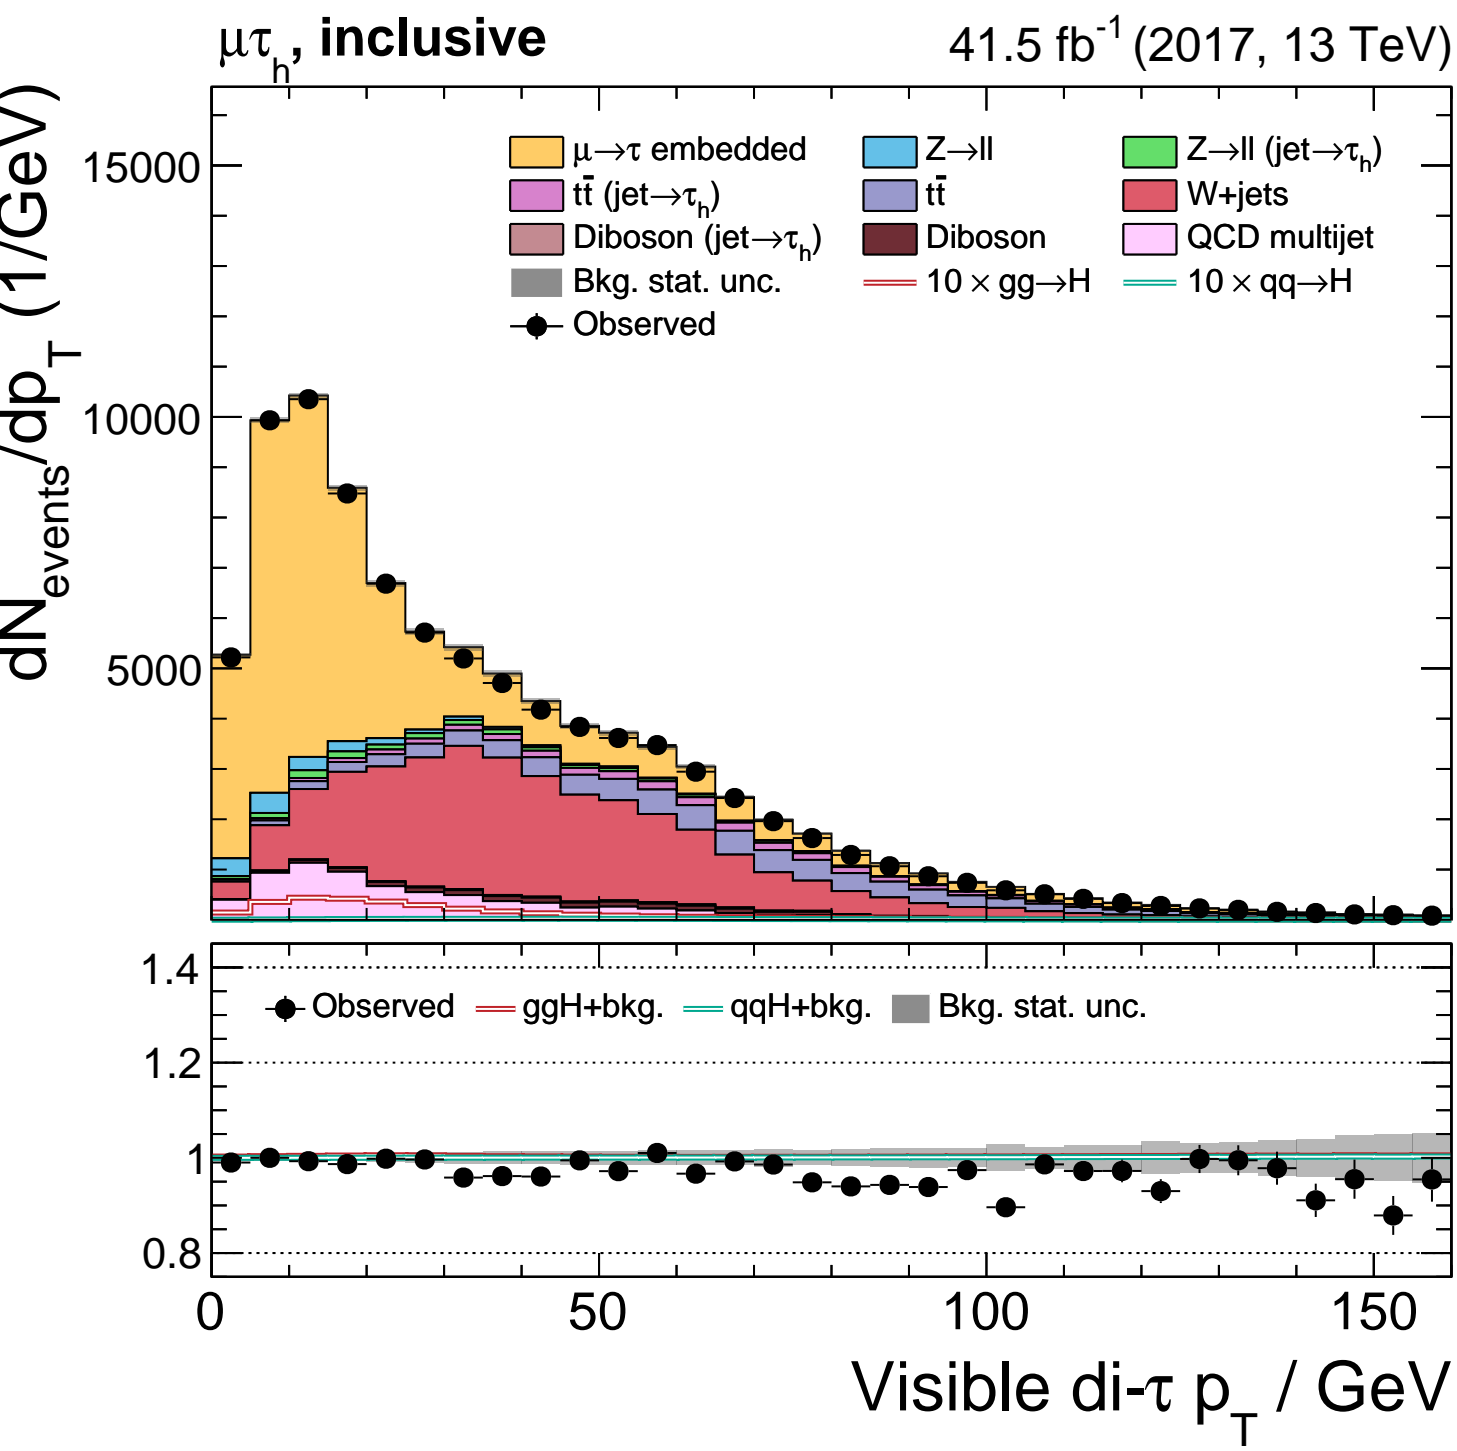 μτh, inclusive
41.5 fb-1 (2017, 13 TeV)
dNevents/dpT (1/GeV)
15000
10000
5000
μ→τ embedded
Z→ll
Z→ll (jet→τh)
tt̄ (jet→τh)
tt̄
W+jets
Diboson (jet→τh)
Diboson
QCD multijet
Bkg. stat. unc.
10 × gg→H
10 × qq→H
Observed
1.4
1.2
1
0.8
Observed
ggH+bkg.
qqH+bkg.
Bkg. stat. unc.
0
50
100
150
Visible di-τ pT / GeV